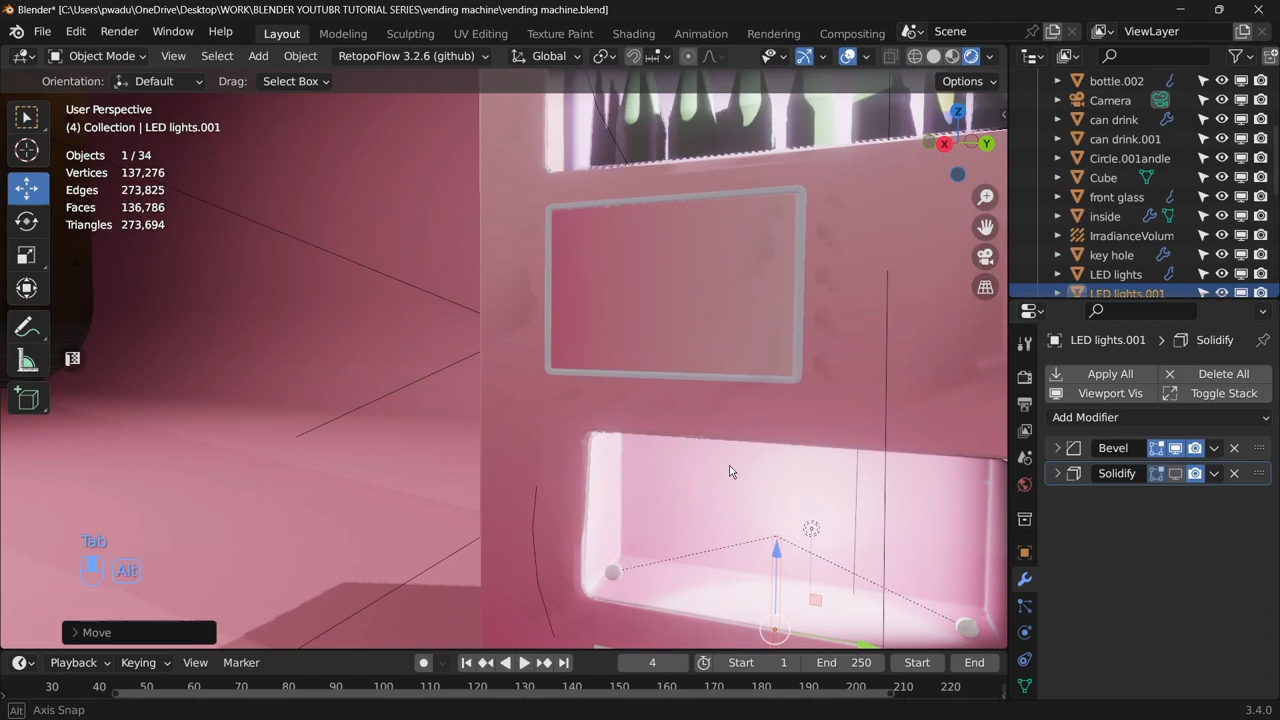 Blender* [C:\Users\pwadu\OneDrive\Desktop\WORK\BLENDER YOUTUBR TUTORIAL SERIES\vending machine\vending machine.blend]
File Edit Render Window Help Layout Modeling Sculpting UV Editing Texture Paint Shading Animation Rendering Compositing Scene ViewLayer
Object Mode View Select Add Object RetopoFlow 3.2.6 (github) Global
Orientation: Default Drag: Select Box Options
User Perspective
(4) Collection | LED lights.001
Objects 1 / 34
Vertices 137,276
Edges 273,825
Faces 136,786
Triangles 273,694
Z
X
Y
Tab
Alt
Move
bottle.002
Camera
can drink
can drink.001
Circle.001andle
Cube
front glass
inside
IrradianceVolum
key hole
LED lights
LED lights.001
LED lights.001 Solidify
Apply All Delete All
Viewport Vis Toggle Stack
Add Modifier
Bevel
Solidify
Playback Keying View Marker 4 Start 1 End 250 Start End
30 40 50 60 70 80 90 100 110 120 130 140 150 160 170 180 190 200 210 220
Alt Axis Snap 3.4.0